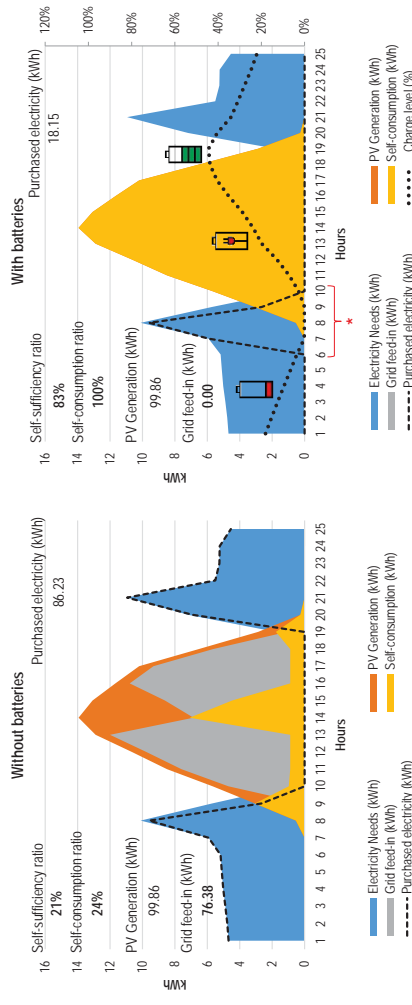 Without batteries
Self-sufficiency ratio
21%
Self-consumption ratio
24%
PV Generation (kWh)
99.86
Grid feed-in (kWh)
76.38
Purchased electricity (kWh)
86.23
16
14
12
10
8
6
4
2
0
kWh
1 2 3 4 5 6 7 8 9 10 11 12 13 14 15 16 17 18 19 20 21 22 23 24 25
Hours
Electricity Needs (kWh)
PV Generation (kWh)
Grid feed-in (kWh)
Self-consumption (kWh)
Purchased electricity (kWh)
With batteries
Self-sufficiency ratio
83%
Self-consumption ratio
100%
PV Generation (kWh)
99.86
Grid feed-in (kWh)
0.00
Purchased electricity (kWh)
18.15
16
14
12
10
8
6
4
2
0
kWh
120%
100%
80%
60%
40%
20%
0%
1 2 3 4 5 6 7 8 9 10 11 12 13 14 15 16 17 18 19 20 21 22 23 24 25
*
Hours
Electricity Needs (kWh)
PV Generation (kWh)
Grid feed-in (kWh)
Self-consumption (kWh)
Purchased electricity (kWh)
Charge level (%)